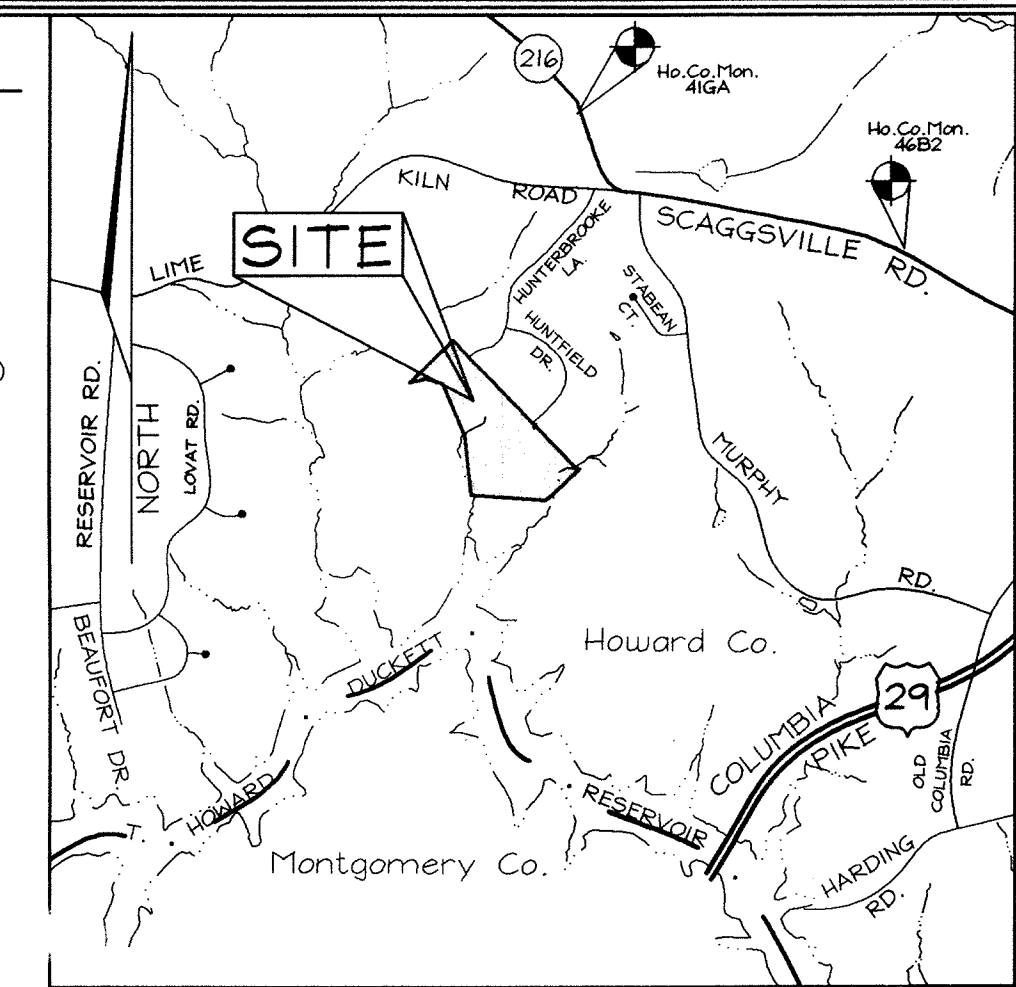 216
Ho.Co.Mon.
41GA
Ho.Co.Mon.
46B2
KILN ROAD
SCAGGSVILLE RD.
SITE
LIME
HUNTERBROOKE
LA.
STABEAN
CT.
HUNTFIELD
DR.
RESERVOIR RD.
NORTH
LOVAT RD.
MURPHY
RD.
BEAUFORT DR.
Howard Co.
DUCKETT
29
COLUMBIA
PIKE
OLD
COLUMBIA
RD.
T. HOWARD
RESERVOIR
Montgomery Co.
HARDING
RD.